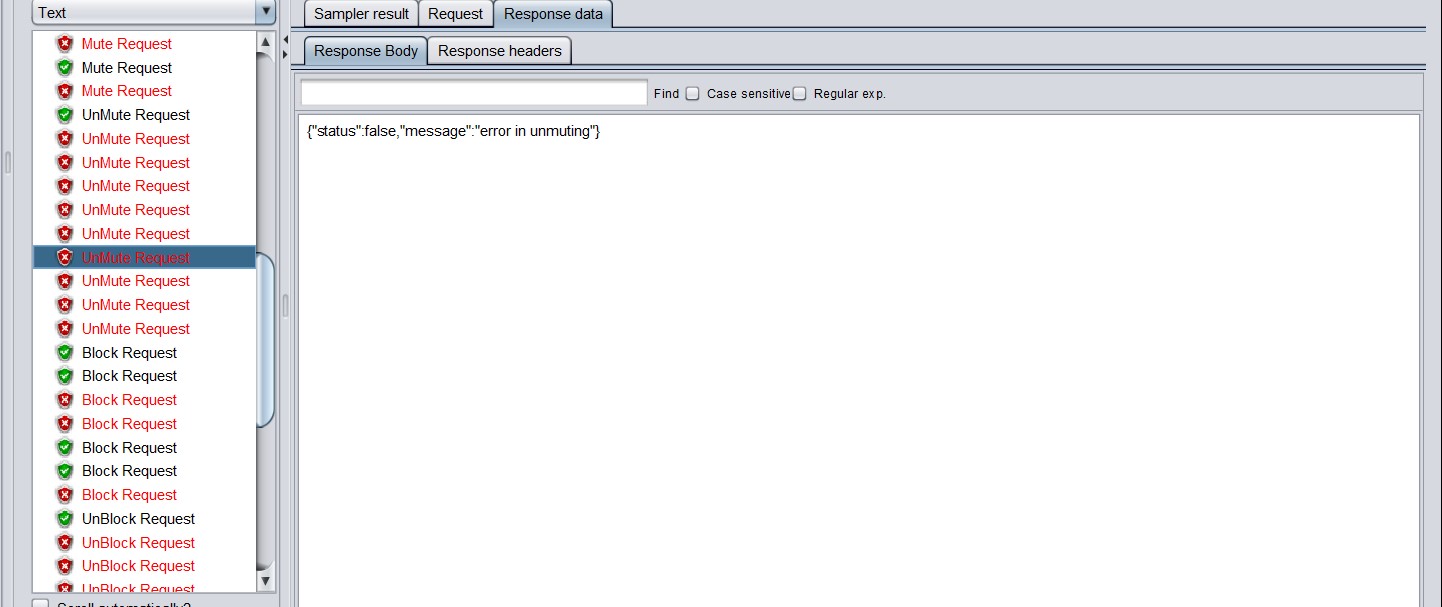 Text
Mute Request
Mute Request
Mute Request
UnMute Request
UnMute Request
UnMute Request
UnMute Request
UnMute Request
UnMute Request
UnMute Request
UnMute Request
UnMute Request
UnMute Request
Block Request
Block Request
Block Request
Block Request
Block Request
Block Request
Block Request
UnBlock Request
UnBlock Request
UnBlock Request
UnBlock Request
Scroll automatically?
Sampler result Request Response data
Response Body Response headers
Find Case sensitive Regular exp.
{"status":false,"message":"error in unmuting"}